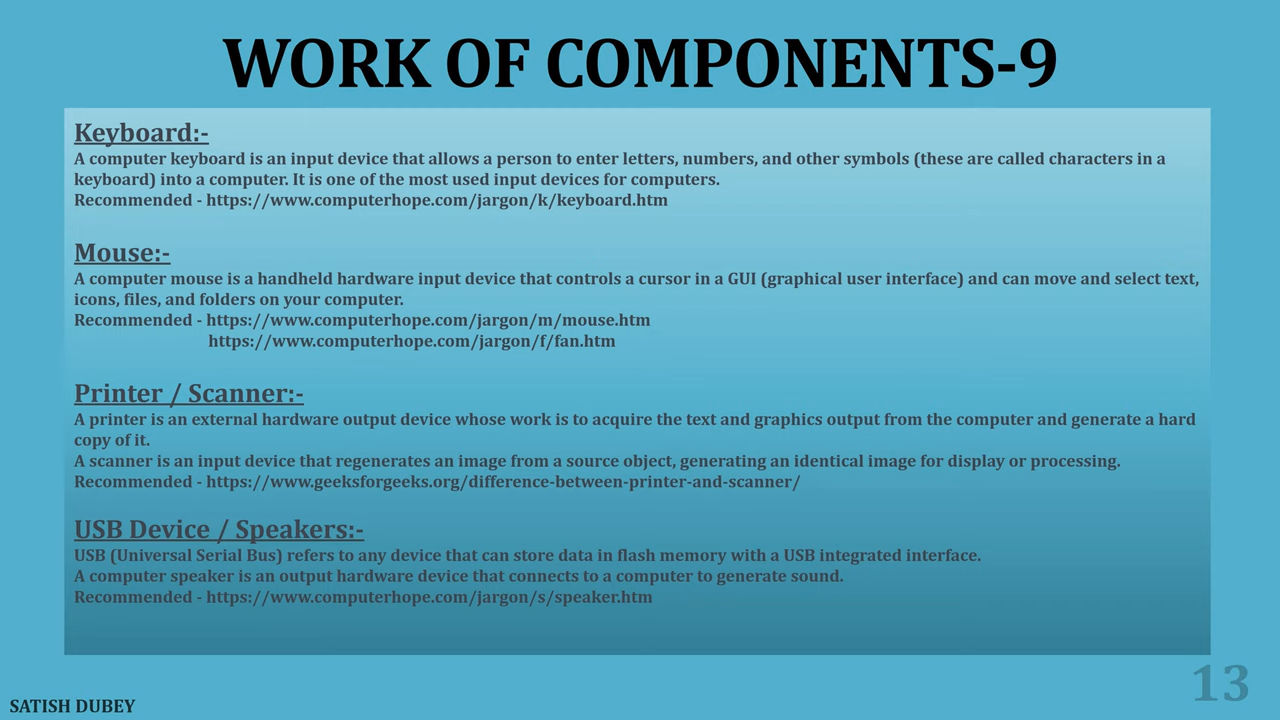 WORK OF COMPONENTS-9
Keyboard:-
A computer keyboard is an input device that allows a person to enter letters, numbers, and other symbols (these are called characters in a
keyboard) into a computer. It is one of the most used input devices for computers.
Recommended - https://www.computerhope.com/jargon/k/keyboard.htm
Mouse:-
A computer mouse is a handheld hardware input device that controls a cursor in a GUI (graphical user interface) and can move and select text,
icons, files, and folders on your computer.
Recommended - https://www.computerhope.com/jargon/m/mouse.htm
https://www.computerhope.com/jargon/f/fan.htm
Printer / Scanner:-
A printer is an external hardware output device whose work is to acquire the text and graphics output from the computer and generate a hard
copy of it.
A scanner is an input device that regenerates an image from a source object, generating an identical image for display or processing.
Recommended - https://www.geeksforgeeks.org/difference-between-printer-and-scanner/
USB Device / Speakers:-
USB (Universal Serial Bus) refers to any device that can store data in flash memory with a USB integrated interface.
A computer speaker is an output hardware device that connects to a computer to generate sound.
Recommended - https://www.computerhope.com/jargon/s/speaker.htm
13
SATISH DUBEY